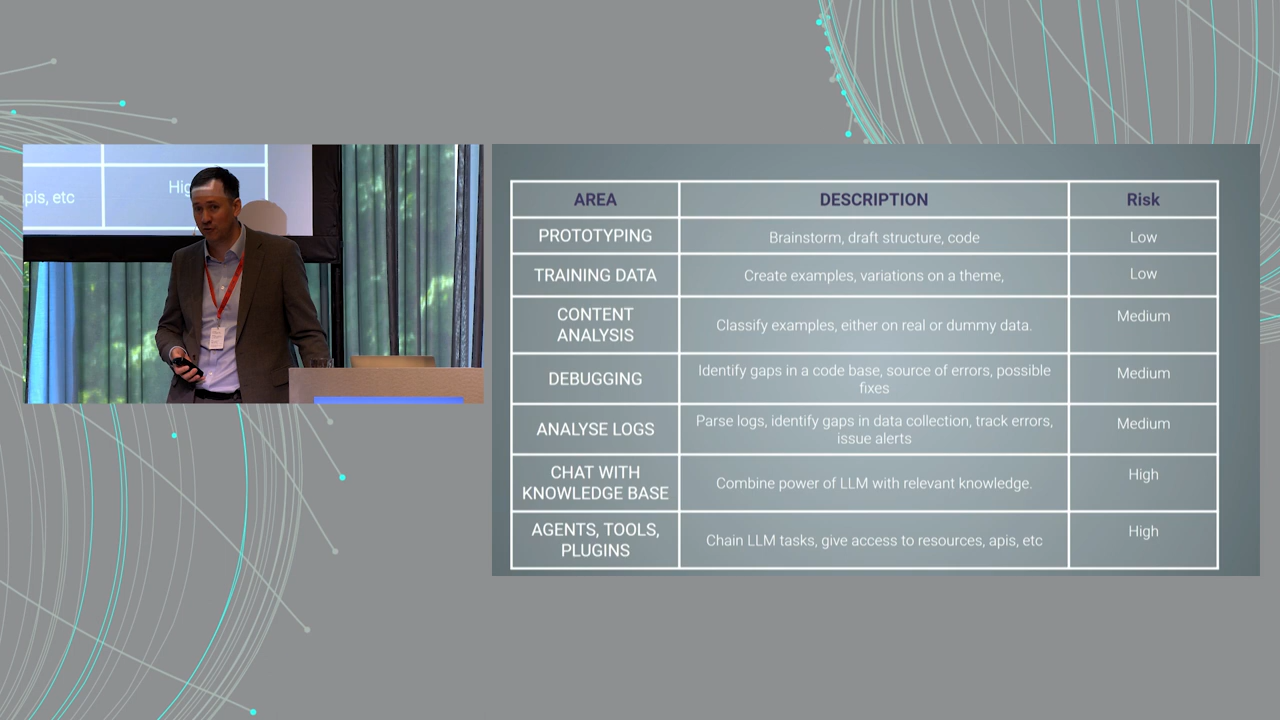 pis, etc
Hig
AREA
DESCRIPTION
Risk
PROTOTYPING
Brainstorm, draft structure, code
Low
TRAINING DATA
Create examples, variations on a theme,
Low
CONTENT
ANALYSIS
Classify examples, either on real or dummy data.
Medium
DEBUGGING
Identify gaps in a code base, source of errors, possible
fixes
Medium
ANALYSE LOGS
Parse logs, identify gaps in data collection, track errors,
issue alerts
Medium
CHAT WITH
KNOWLEDGE BASE
Combine power of LLM with relevant knowledge.
High
AGENTS, TOOLS,
PLUGINS
Chain LLM tasks, give access to resources, apis, etc
High